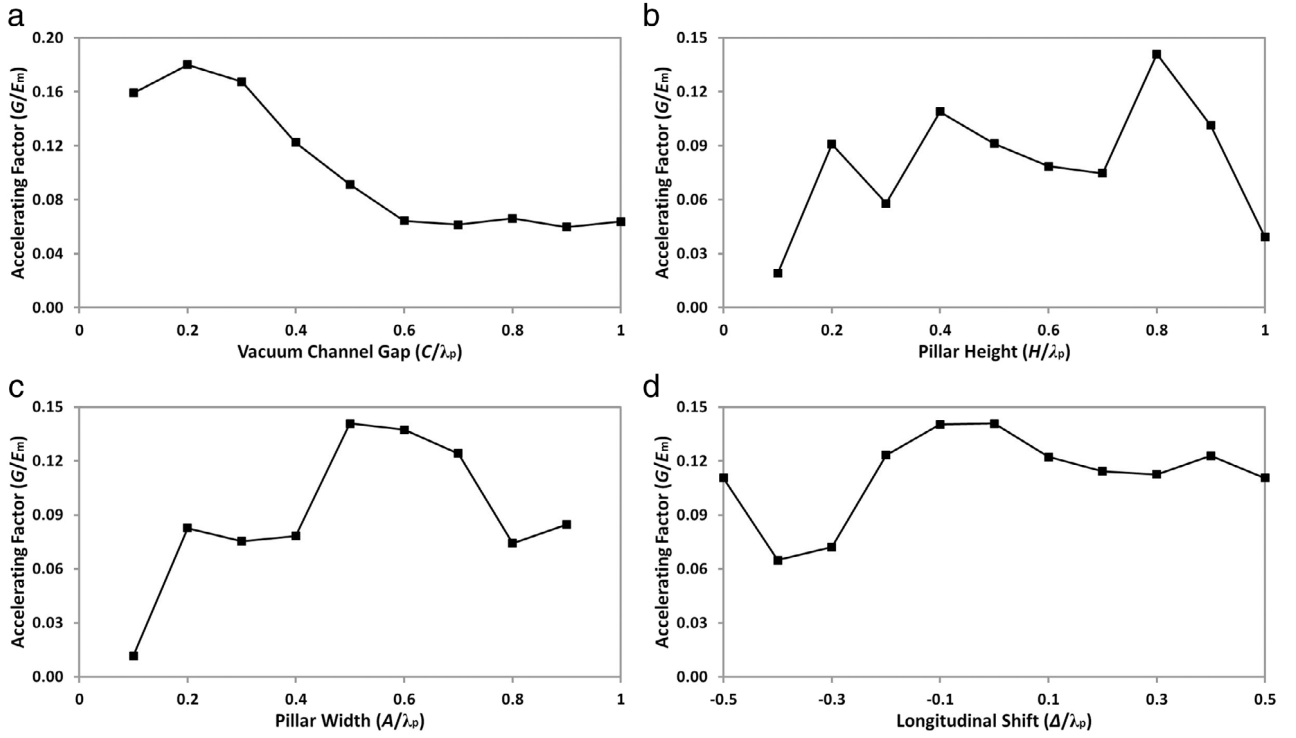 a
0.20
0.16
0.12
0.08
0.04
0.00
Accelerating Factor (G/Em)
0 0.2 0.4 0.6 0.8 1
Vacuum Channel Gap (C/λp)
b
0.15
0.12
0.09
0.06
0.03
0.00
Accelerating Factor (G/Em)
0 0.2 0.4 0.6 0.8 1
Pillar Height (H/λp)
c
0.15
0.12
0.09
0.06
0.03
0.00
Accelerating Factor (G/Em)
0 0.2 0.4 0.6 0.8 1
Pillar Width (A/λp)
d
0.15
0.12
0.09
0.06
0.03
0.00
Accelerating Factor (G/Em)
-0.5 -0.3 -0.1 0.1 0.3 0.5
Longitudinal Shift (Δ/λp)